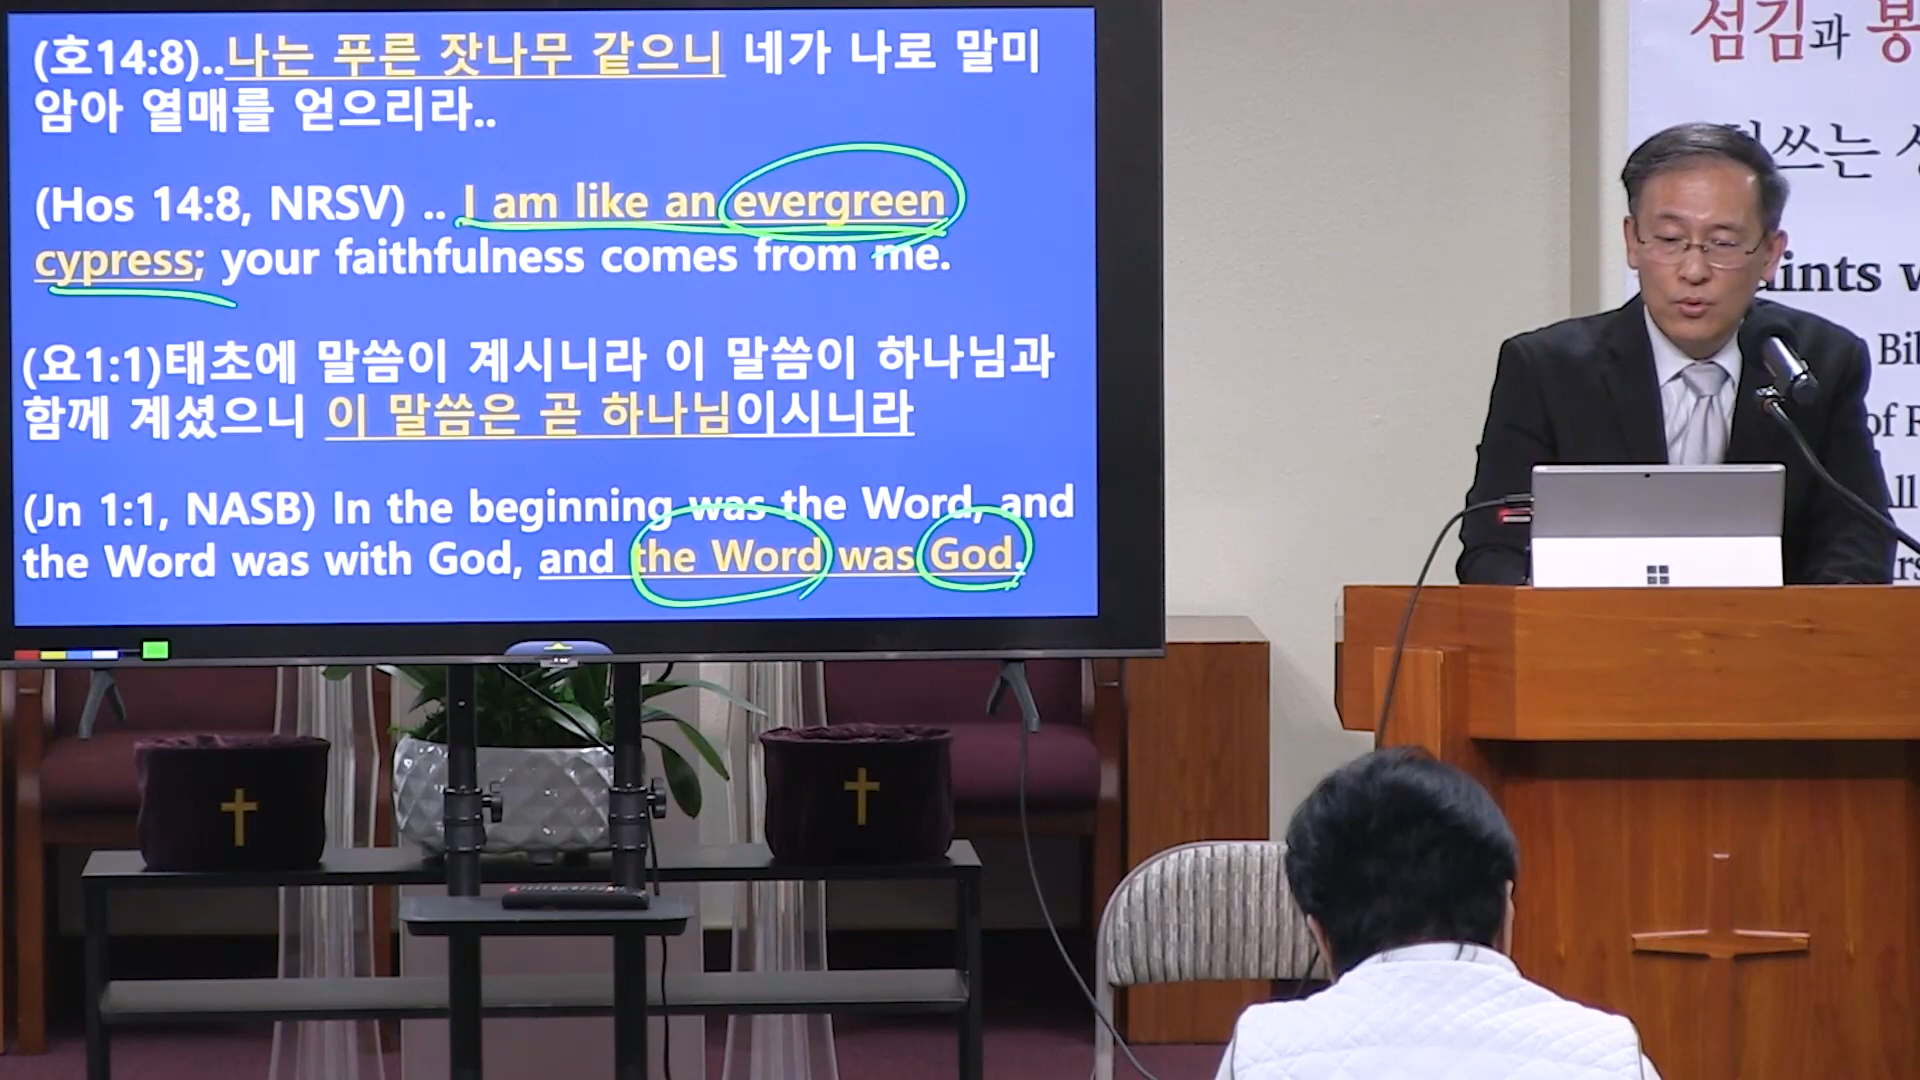 (호14:8)..나는 푸른 잣나무 같으니 네가 나로 말미
암아 열매를 얻으리라..
(Hos 14:8, NRSV) .. I am like an evergreen
cypress; your faithfulness comes from me.
(요1:1)태초에 말씀이 계시니라 이 말씀이 하나님과
함께 계셨으니 이 말씀은 곧 하나님이시니라
(Jn 1:1, NASB) In the beginning was the Word, and
the Word was with God, and the Word was God.
섬김과
쓰는
of